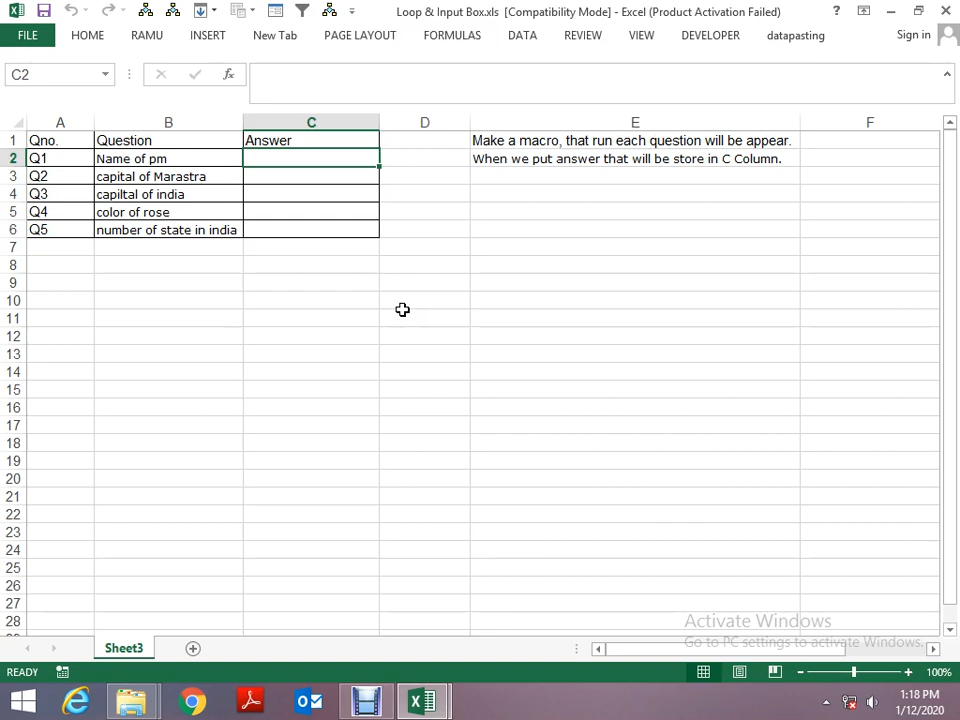 Loop & Input Box.xls [Compatibility Mode] - Excel (Product Activation Failed)
FILE HOME RAMU INSERT New Tab PAGE LAYOUT FORMULAS DATA REVIEW VIEW DEVELOPER datapasting Sign in
C2 fx
A B C D E F
1 Qno. Question Answer Make a macro, that run each question will be appear.
2 Q1 Name of pm When we put answer that will be store in C Column.
3 Q2 capital of Marastra
4 Q3 capiltal of india
5 Q4 color of rose
6 Q5 number of state in india
7
8
9
10
11
12
13
14
15
16
17
18
19
20
21
22
23
24
25
26
27
28
Activate Windows
Go to PC settings to activate Windows.
Sheet3
READY 100%
1:18 PM
1/12/2020